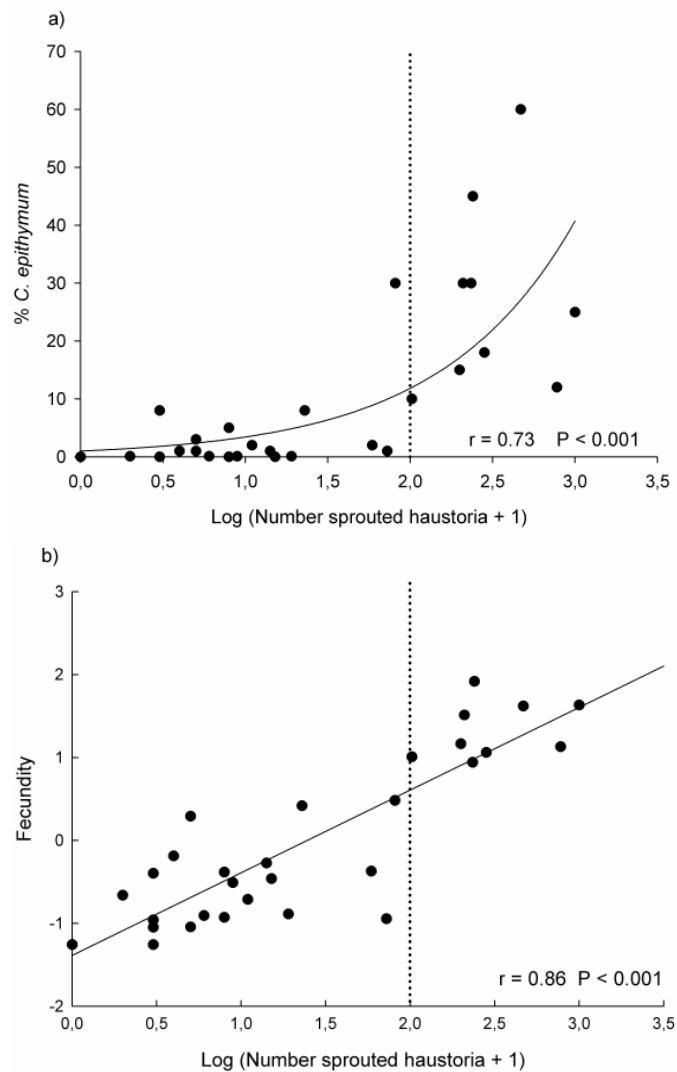 a)
70
60
50
40
30
20
10
0
% C. epithymum
r = 0.73 P < 0.001
0,0 0,5 1,0 1,5 2,0 2,5 3,0 3,5
Log (Number sprouted haustoria + 1)
b)
3
2
1
0
-1
-2
Fecundity
r = 0.86 P < 0.001
0,0 0,5 1,0 1,5 2,0 2,5 3,0 3,5
Log (Number sprouted haustoria + 1)